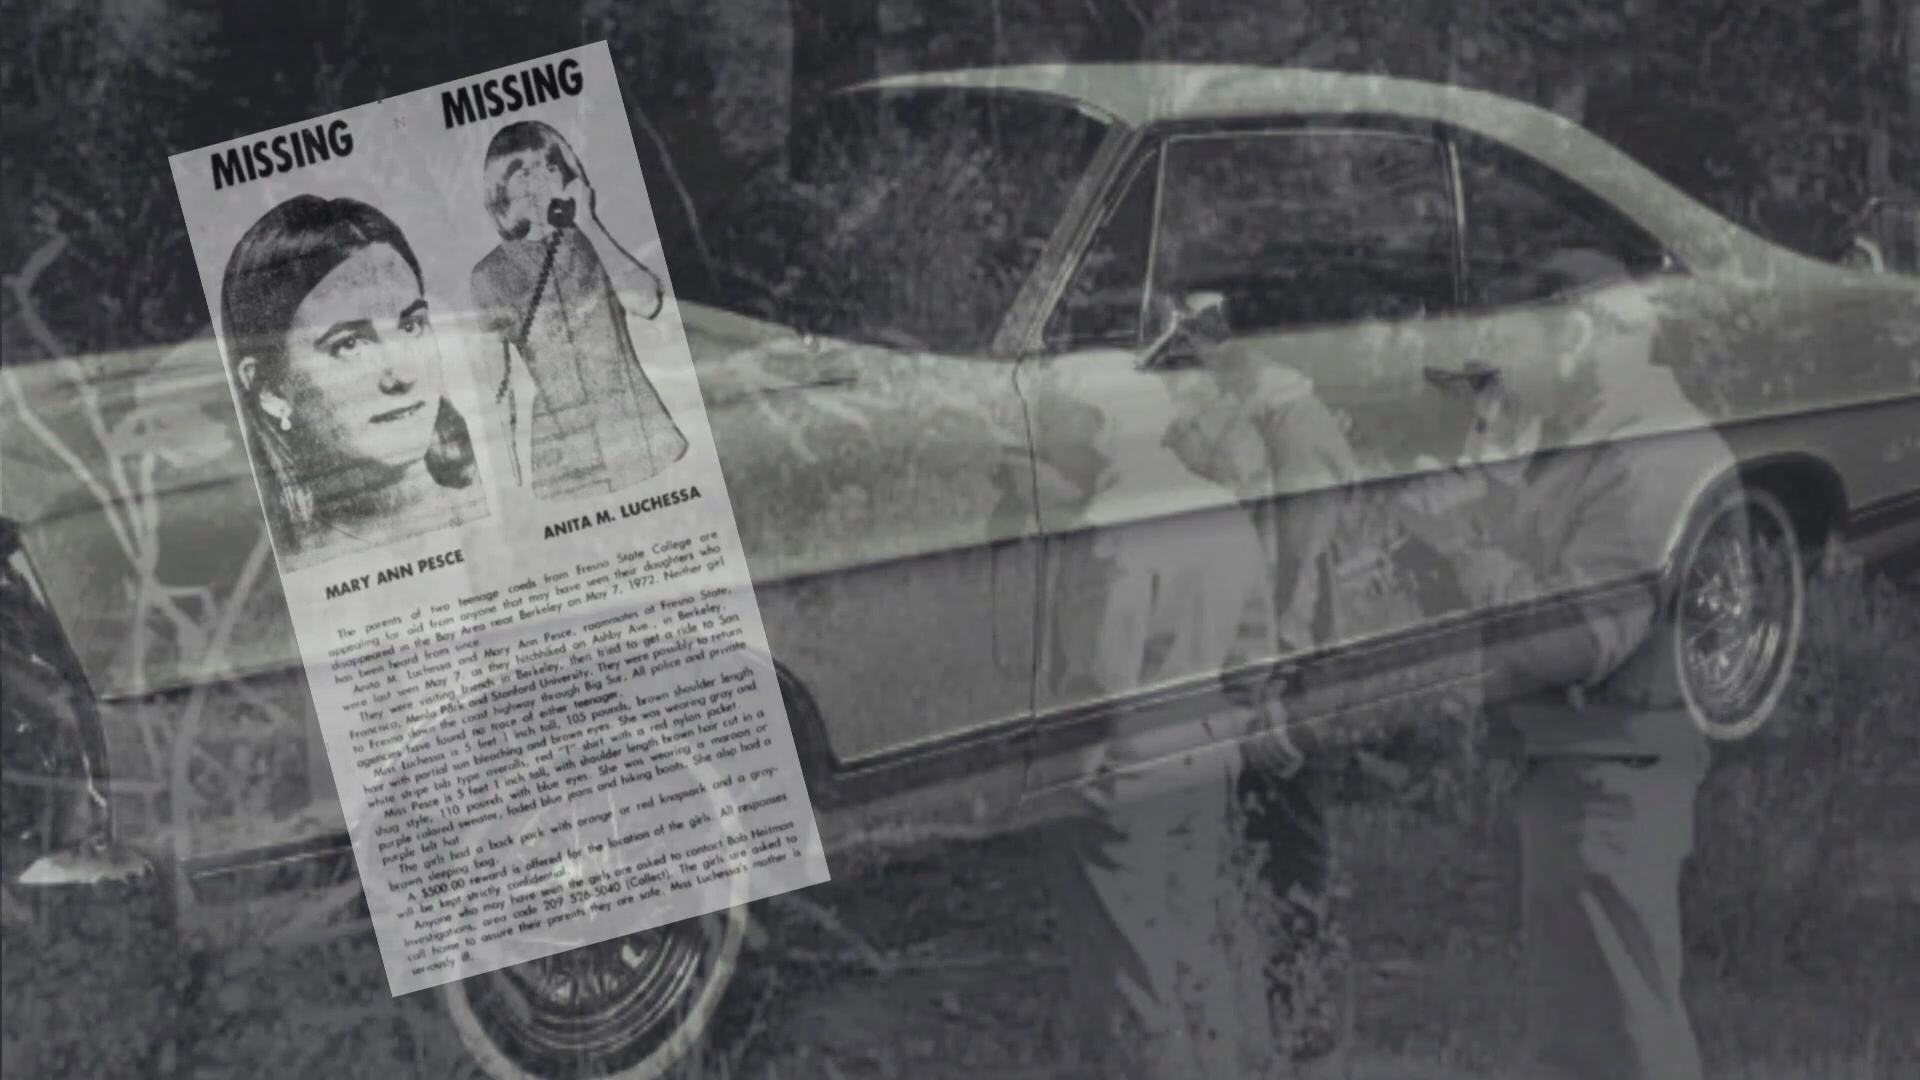 MISSING
MISSING
MARY ANN PESCE
ANITA M. LUCHESSA
The parents of two teenage coeds from Fresno State College are
appealing for aid from anyone that may have seen their daughters who
disappeared in the Bay Area near Berkeley on May 7, 1972. Neither girl
has been heard from since.
Anita M. Luchessa and Mary Ann Pesce, roommates at Fresno State,
were last seen May 7, as they hitchhiked on Ashby Ave., in Berkeley.
They were visiting friends in Berkeley, then tried to get a ride to San
Francisco, Menlo Park and Stanford University. They were possibly to return
to Fresno down the coast highway through Big Sur. All police and private
agencies have found no trace of either teenager.
Miss Luchessa is 5 feet 1 inch tall, 105 pounds, brown shoulder length
hair with partial sun bleaching and brown eyes. She was wearing gray and
white stripe bib type overalls, red "T" shirt with a red nylon jacket.
Miss Pesce is 5 feet 1 inch tall, with shoulder length brown hair cut in a
shag style, 110 pounds with blue eyes. She was wearing a maroon or
purple colored sweater, faded blue jeans and hiking boots. She also had a
purple felt hat.
The girls had a back pack with orange or red knapsack and a gray-
brown sleeping bag.
A $500.00 reward is offered for the location of the girls. All responses
will be kept strictly confidential.
Anyone who may have seen the girls are asked to contact Bob Heitman
Investigations, area code 209 526-5040 (Collect). The girls are asked to
call home to assure their parents they are safe. Miss Luchessa's mother is
seriously ill.